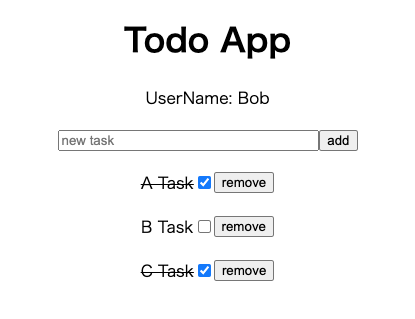 Todo App
UserName: Bob
new task add
A Task remove
B Task remove
C Task remove